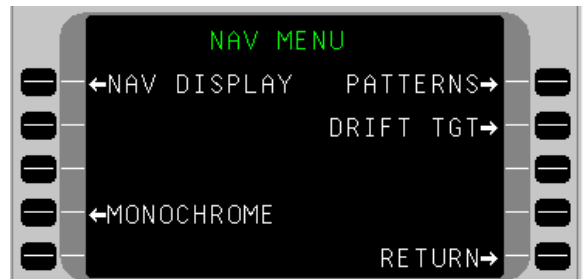 NAV MENU
←NAV DISPLAY PATTERNS→
DRIFT TGT→
←MONOCHROME
RETURN→